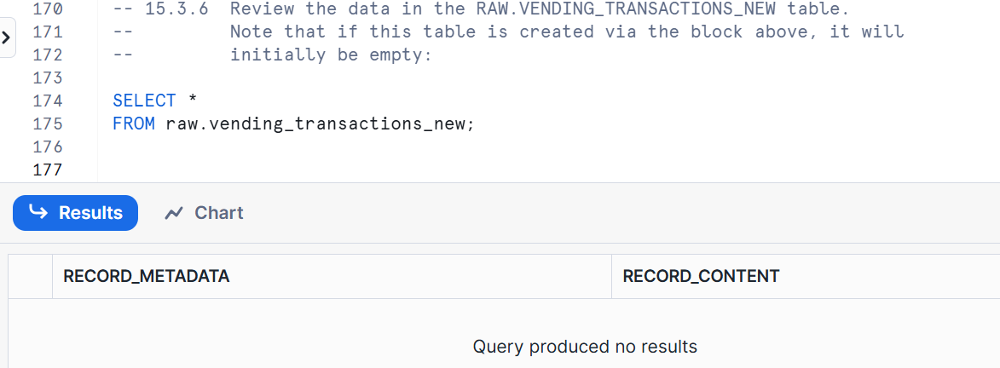 170 -- 15.3.6 Review the data in the RAW.VENDING_TRANSACTIONS_NEW table.
171 -- Note that if this table is created via the block above, it will
172 -- initially be empty:
173
174 SELECT *
175 FROM raw.vending_transactions_new;
176
177
Results Chart
RECORD_METADATA RECORD_CONTENT
Query produced no results